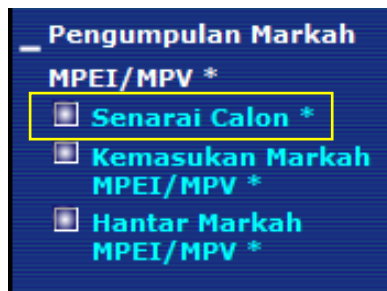 _ Pengumpulan Markah
MPEI/MPV *
Senarai Calon *
Kemasukan Markah
MPEI/MPV *
Hantar Markah
MPEI/MPV *